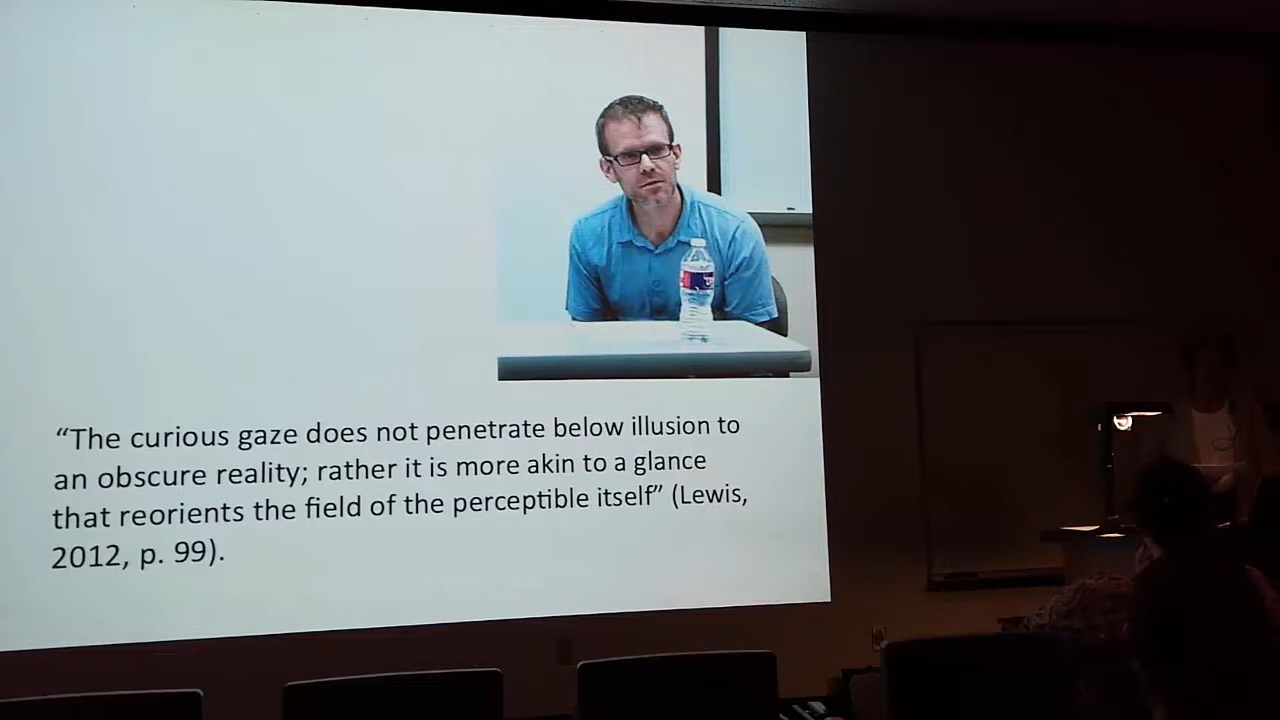 “The curious gaze does not penetrate below illusion to
an obscure reality; rather it is more akin to a glance
that reorients the field of the perceptible itself” (Lewis,
2012, p. 99).